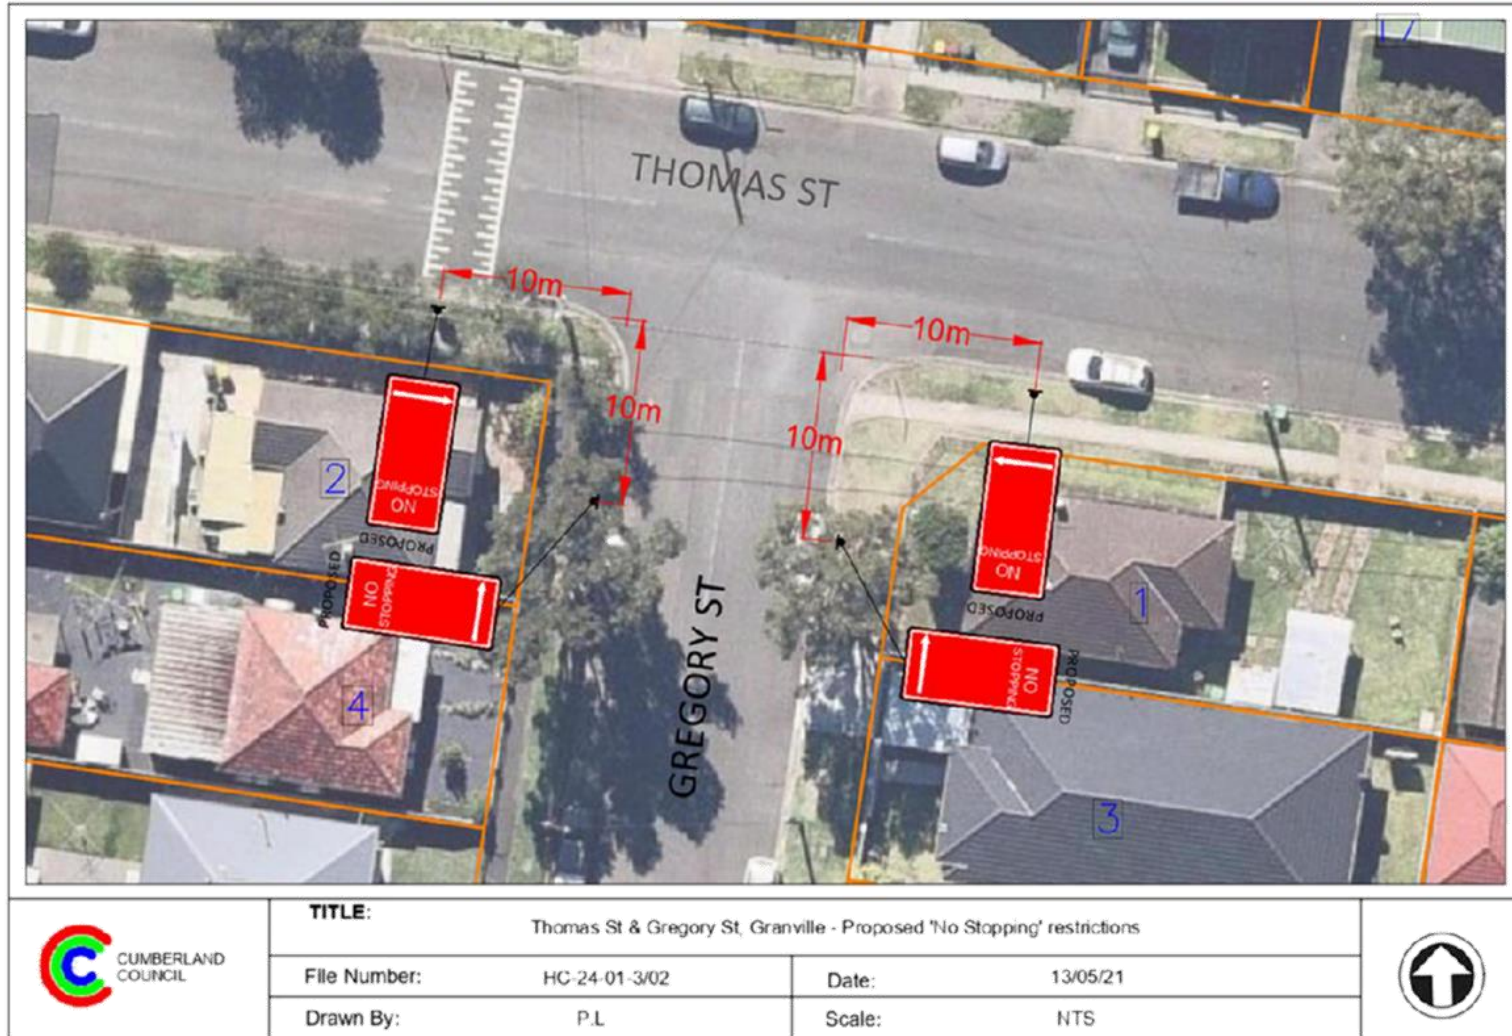 17
THOMAS ST
10m
10m
10m
10m
NO
STOPPING
PROPOSED
NO
STOPPING
PROPOSED
NO
STOPPING
PROPOSED
NO
STOPPING
PROPOSED
2
4
1
3
GREGORY ST
CUMBERLAND
COUNCIL
TITLE:
Thomas St & Gregory St, Granville - Proposed 'No Stopping' restrictions
File Number: HC-24-01-3/02
Date: 13/05/21
Drawn By: P.L
Scale: NTS